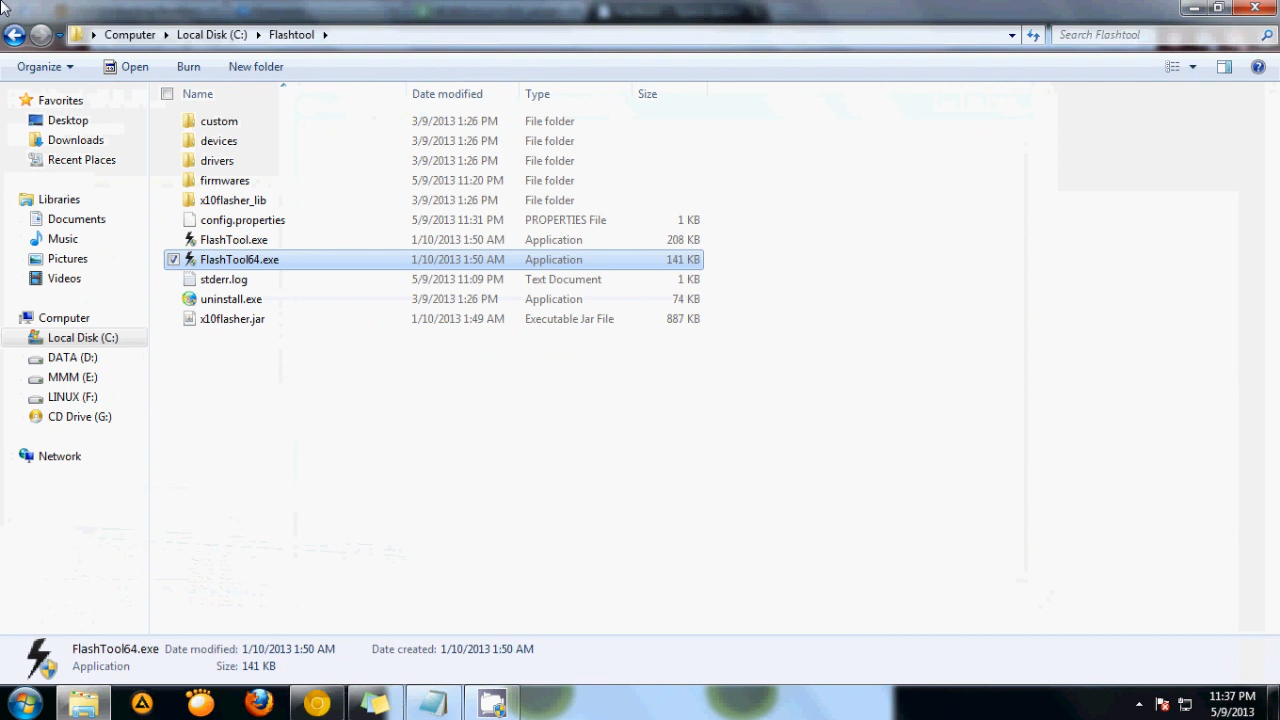 Computer Local Disk (C:) Flashtool Search Flashtool
Organize Open Burn New folder
Name Date modified Type Size
Favorites
Desktop
Downloads
Recent Places
Libraries
Documents
Music
Pictures
Videos
Computer
Local Disk (C:)
DATA (D:)
MMM (E:)
LINUX (F:)
CD Drive (G:)
Network
custom 3/9/2013 1:26 PM File folder
devices 3/9/2013 1:26 PM File folder
drivers 3/9/2013 1:26 PM File folder
firmwares 5/9/2013 11:20 PM File folder
x10flasher_lib 3/9/2013 1:26 PM File folder
config.properties 5/9/2013 11:31 PM PROPERTIES File 1 KB
FlashTool.exe 1/10/2013 1:50 AM Application 208 KB
FlashTool64.exe 1/10/2013 1:50 AM Application 141 KB
stderr.log 5/9/2013 11:09 PM Text Document 1 KB
uninstall.exe 3/9/2013 1:26 PM Application 74 KB
x10flasher.jar 1/10/2013 1:49 AM Executable Jar File 887 KB
FlashTool64.exe Date modified: 1/10/2013 1:50 AM Date created: 1/10/2013 1:50 AM
Application Size: 141 KB
11:37 PM
5/9/2013